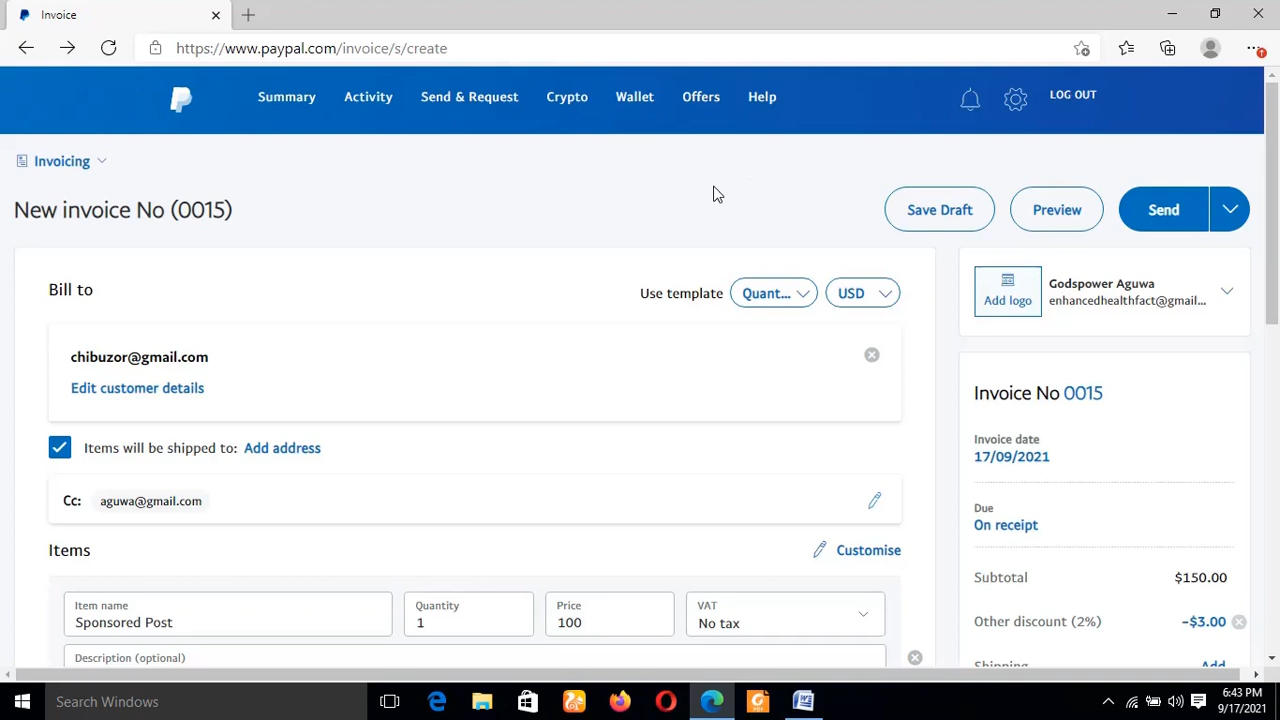 Invoice
https://www.paypal.com/invoice/s/create
Summary Activity Send & Request Crypto Wallet Offers Help LOG OUT
Invoicing
New invoice No (0015) Save Draft Preview Send
Bill to Use template Quant... USD
Add logo
Godspower Aguwa
enhancedhealthfact@gmail...
chibuzor@gmail.com
Edit customer details
Items will be shipped to: Add address
Cc: aguwa@gmail.com
Items Customise
Item name Quantity Price VAT
Sponsored Post 1 100 No tax
Description (optional)
Invoice No 0015
Invoice date
17/09/2021
Due
On receipt
Subtotal $150.00
Other discount (2%) -$3.00
Shipping Add
Search Windows
6:43 PM
9/17/2021